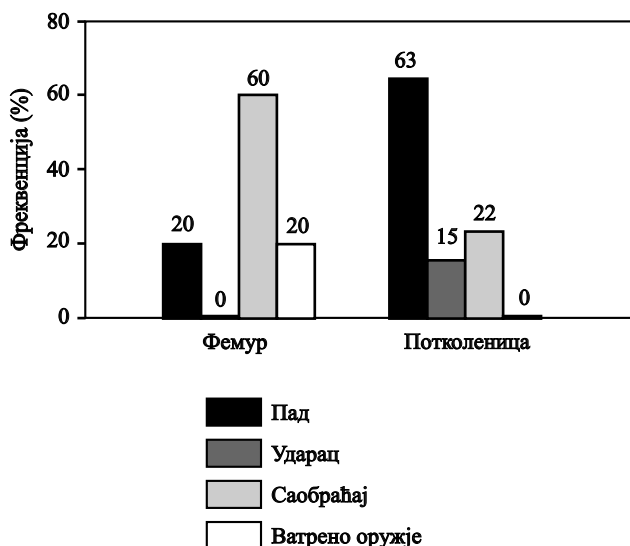 Фреквенција (%)
80
60
40
20
0
20
0
60
20
63
15
22
0
Фемур
Потколеница
Пад
Ударац
Саобраћај
Ватрено оружје